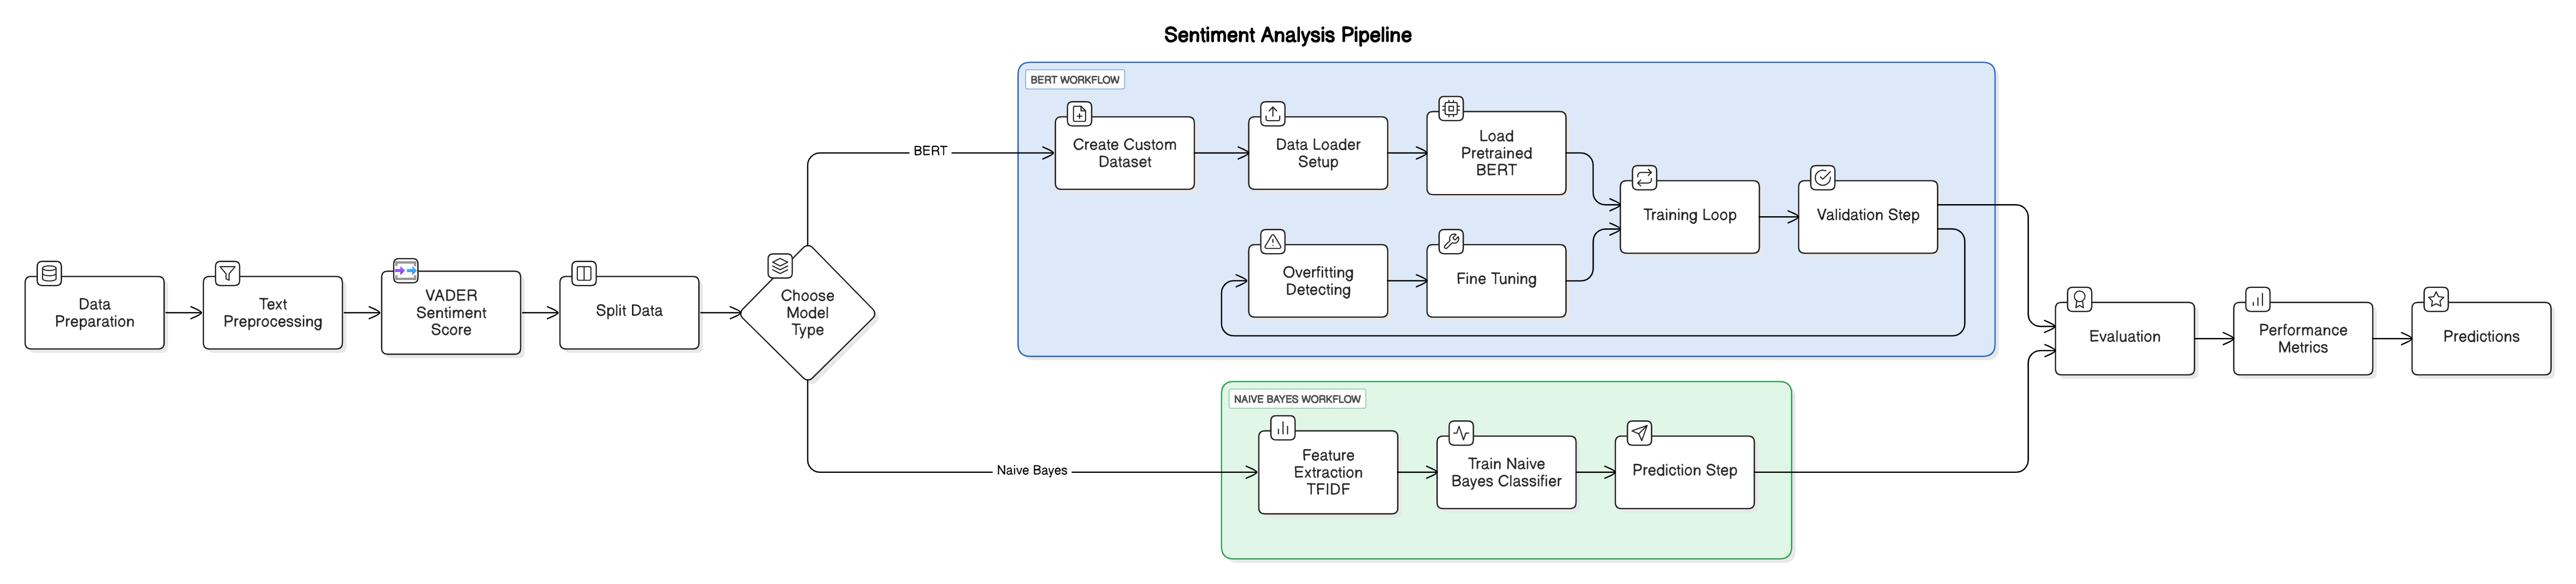 Sentiment Analysis Pipeline
BERT WORKFLOW
Create Custom
Dataset
Data Loader
Setup
Load
Pretrained
BERT
BERT
Training Loop
Validation Step
Overfitting
Detecting
Fine Tuning
Data
Preparation
Text
Preprocessing
VADER
Sentiment
Score
Split Data
Choose
Model
Type
Evaluation
Performance
Metrics
Predictions
NAIVE BAYES WORKFLOW
Naive Bayes
Feature
Extraction
TFIDF
Train Naive
Bayes Classifier
Prediction Step